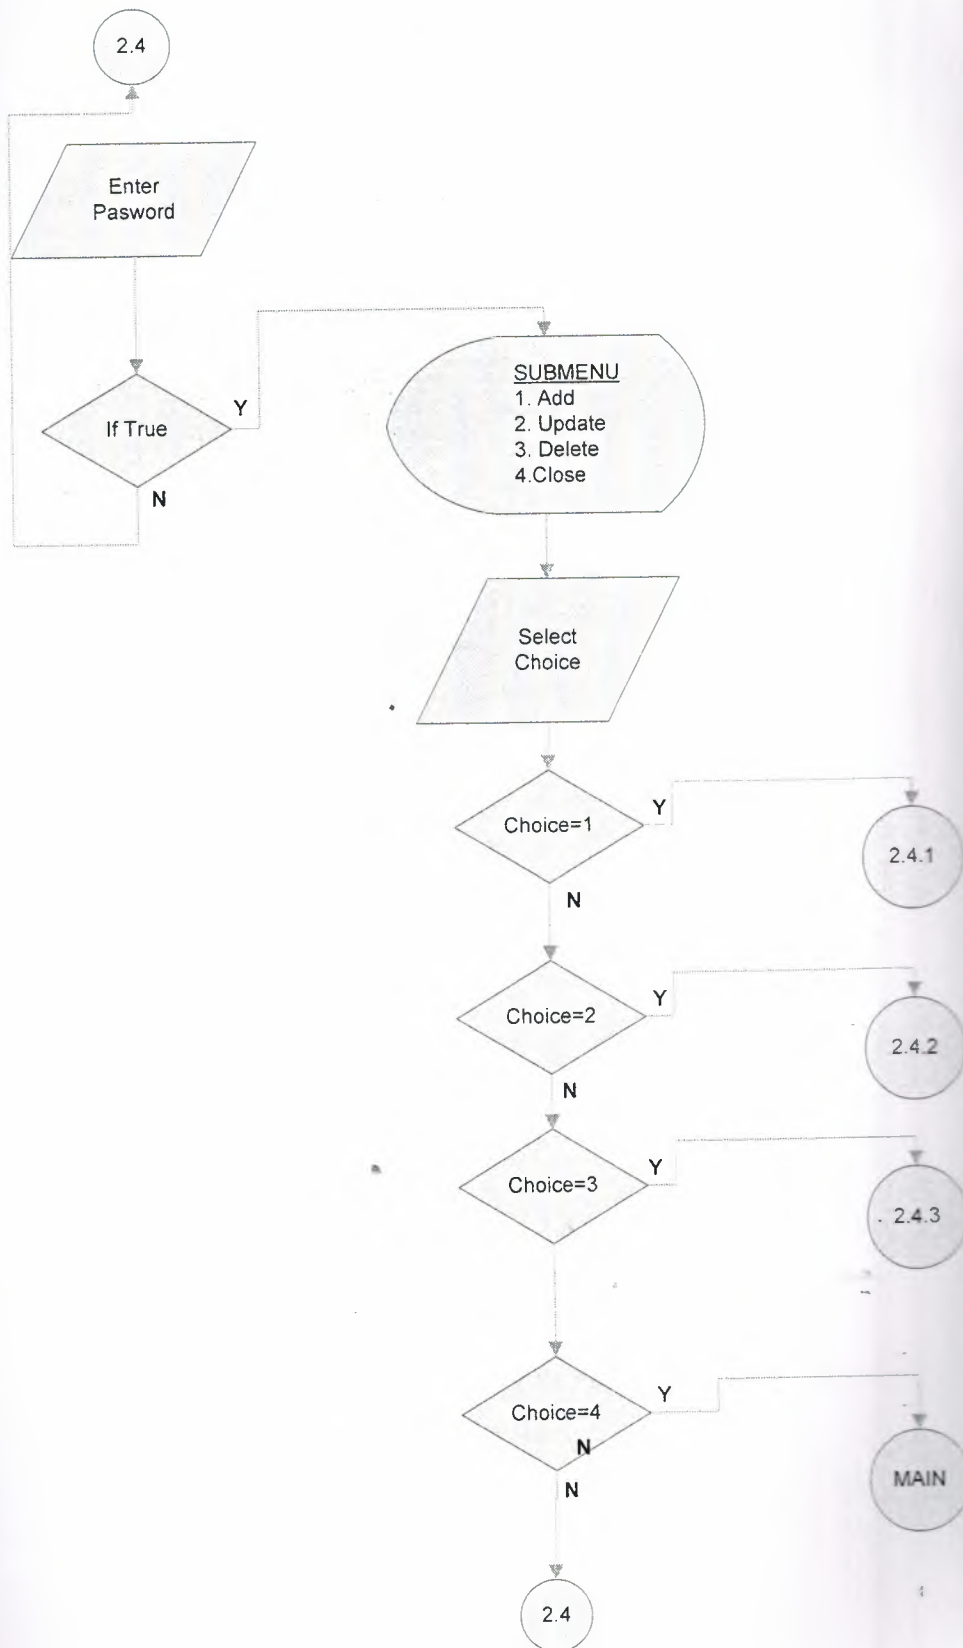 2.4
Enter
Pasword
If True
Y
N
SUBMENU
1. Add
2. Update
3. Delete
4.Close
Select
Choice
Choice=1
Y
2.4.1
N
Choice=2
Y
2.4.2
N
Choice=3
Y
2.4.3
Choice=4
Y
N
MAIN
N
2.4